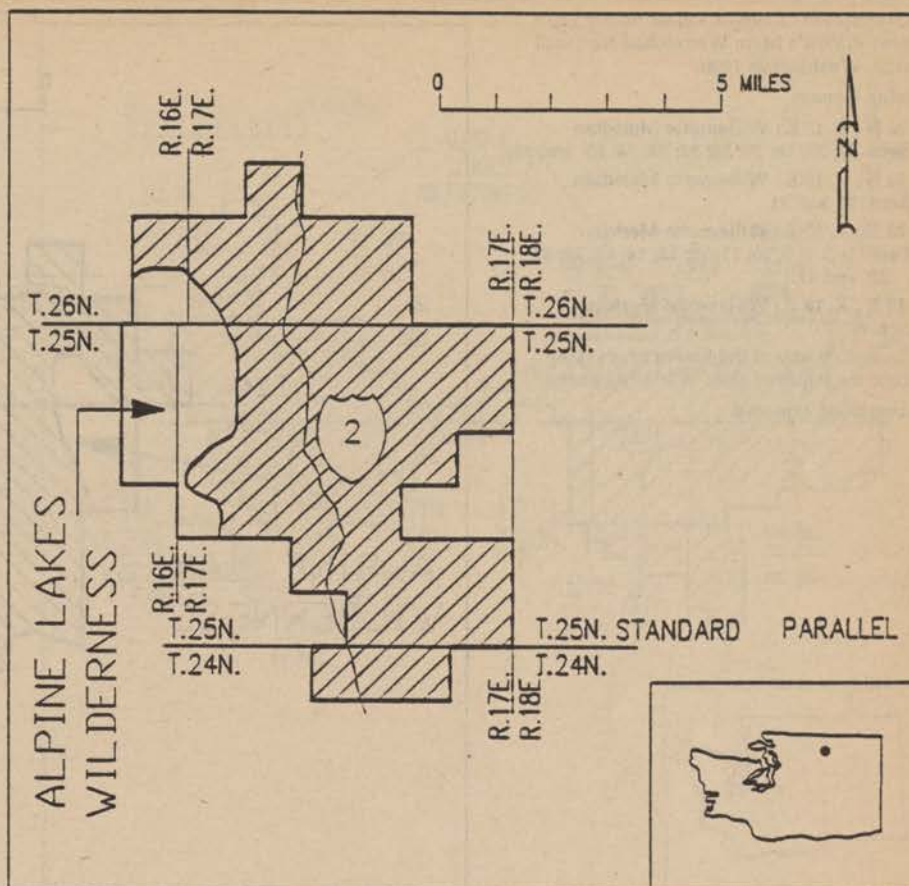 0 5 MILES
N
R.16E.
R.17E.
R.17E.
R.18E.
T.26N. T.26N.
T.25N. T.25N.
2
ALPINE LAKES
WILDERNESS
R.16E.
R.17E.
T.25N. T.25N. STANDARD PARALLEL
T.24N. T.24N.
R.17E.
R.18E.